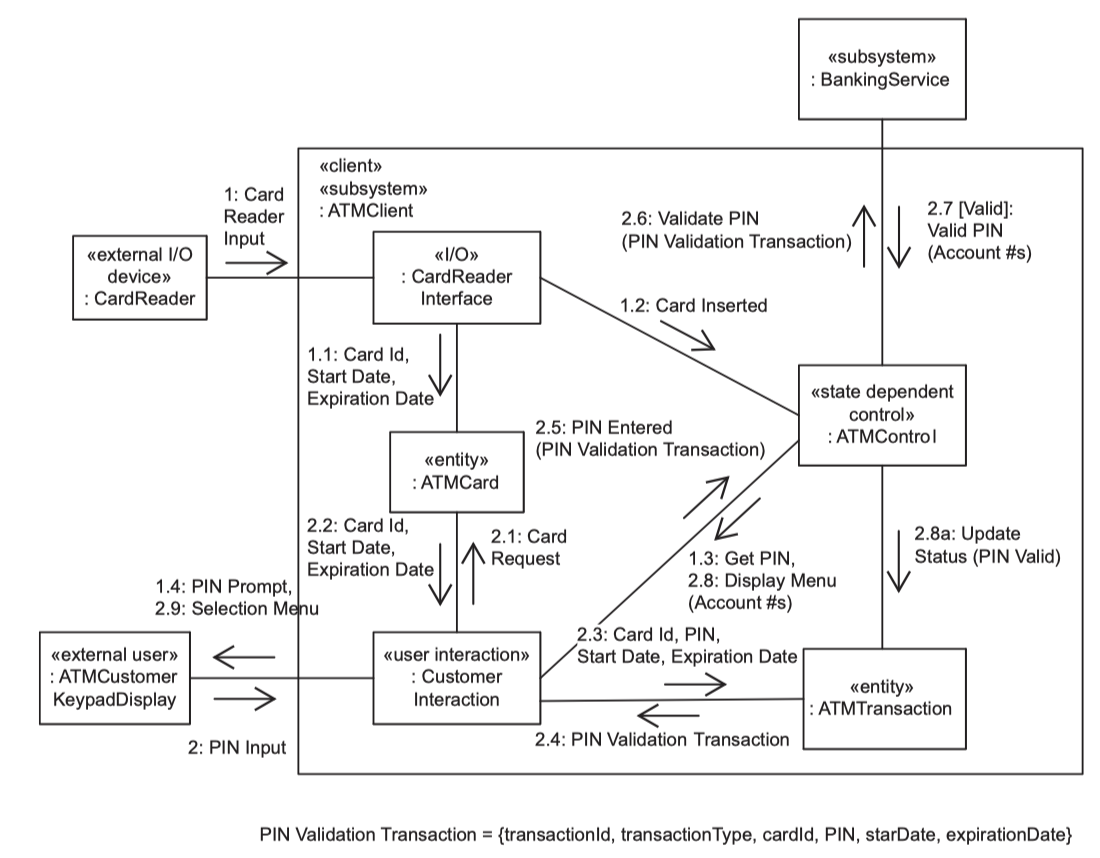 «subsystem»
: BankingService
«client»
«subsystem»
: ATMClient
1: Card
Reader
Input
2.6: Validate PIN
(PIN Validation Transaction)
2.7 [Valid]:
Valid PIN
(Account #s)
«external I/O
device»
: CardReader
«I/O»
: CardReader
Interface
1.2: Card Inserted
1.1: Card Id,
Start Date,
Expiration Date
«state dependent
control»
: ATMControl
2.5: PIN Entered
(PIN Validation Transaction)
«entity»
: ATMCard
2.2: Card Id,
Start Date,
Expiration Date
2.1: Card
Request
1.3: Get PIN,
2.8: Display Menu
(Account #s)
2.8a: Update
Status (PIN Valid)
1.4: PIN Prompt,
2.9: Selection Menu
«external user»
: ATMCustomer
KeypadDisplay
«user interaction»
: Customer
Interaction
2.3: Card Id, PIN,
Start Date, Expiration Date
«entity»
: ATMTransaction
2: PIN Input
2.4: PIN Validation Transaction
PIN Validation Transaction = {transactionId, transactionType, cardId, PIN, starDate, expirationDate}